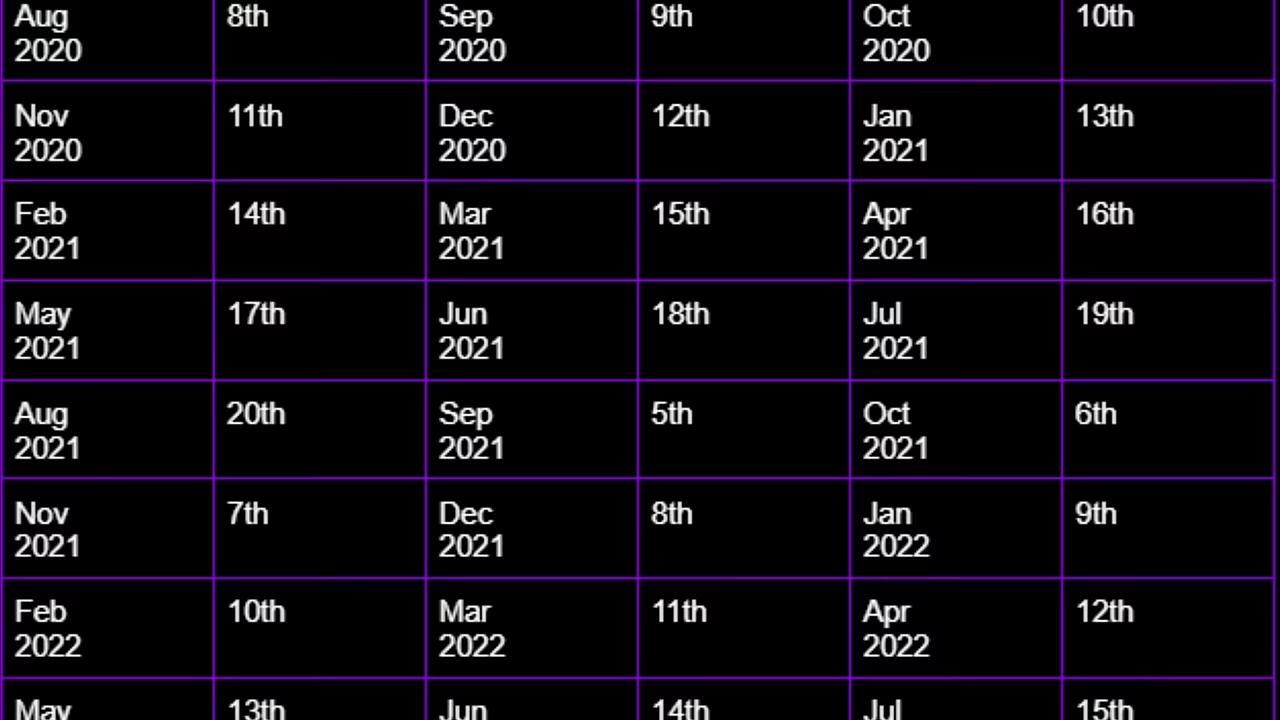 Aug 8th Sep 9th Oct 10th
2020 2020 2020
Nov 11th Dec 12th Jan 13th
2020 2020 2021
Feb 14th Mar 15th Apr 16th
2021 2021 2021
May 17th Jun 18th Jul 19th
2021 2021 2021
Aug 20th Sep 5th Oct 6th
2021 2021 2021
Nov 7th Dec 8th Jan 9th
2021 2021 2022
Feb 10th Mar 11th Apr 12th
2022 2022 2022
May 13th Jun 14th Jul 15th